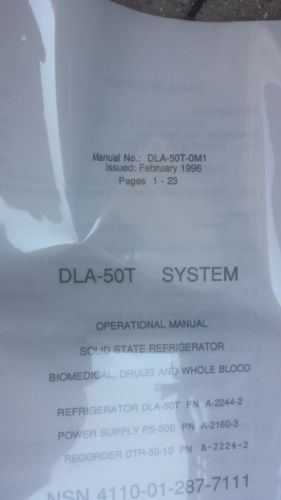 Manual No.: DLA-50T-0M1
Issued: February 1996
Pages 1 - 23
DLA-50T SYSTEM
OPERATIONAL MANUAL
SOLID STATE REFRIGERATOR
BIOMEDICAL, DRUGS AND WHOLE BLOOD
REFRIGERATOR DLA-50T PN A-2244-2
POWER SUPPLY PS-50B PN A-2160-3
RECORDER DTR-50-10 PN A-2224-2
NSN 4110-01-287-7111